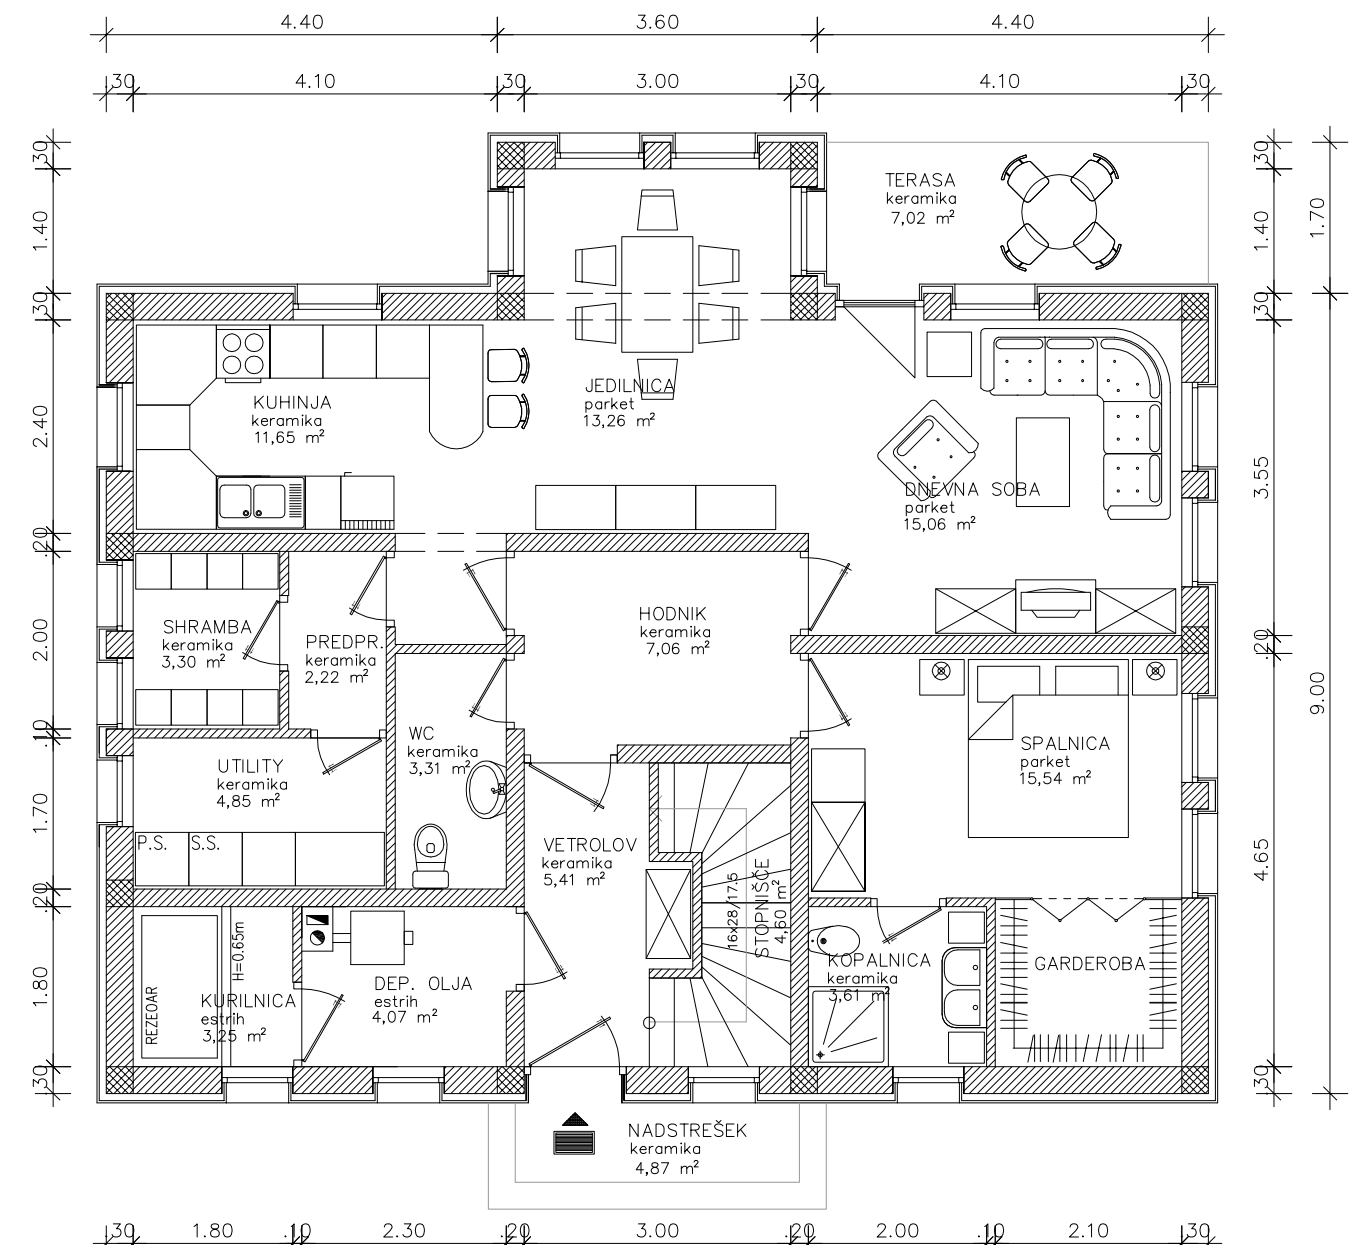 4.40 3.60 4.40
.30 4.10 .30 3.00 .30 4.10 .30
.30
1.40
.30
2.40
.20
2.00
.10
1.70
.20
1.80
.30
TERASA
keramika
7,02 m²
KUHINJA
keramika
11,65 m²
JEDILNICA
parket
13,26 m²
DNEVNA SOBA
parket
15,06 m²
SHRAMBA
keramika
3,30 m²
PREDPR.
keramika
2,22 m²
HODNIK
keramika
7,06 m²
WC
keramika
3,31 m²
UTILITY
keramika
4,85 m²
P.S. S.S.
SPALNICA
parket
15,54 m²
VETROLOV
keramika
5,41 m²
16x28/17.5
STOPNIŠČE
4,60 m²
H=0.65m
REZEOAR
KURILNICA
estrih
3,25 m²
DEP. OLJA
estrih
4,07 m²
KOPALNICA
keramika
3,61 m²
GARDEROBA
NADSTREŠEK
keramika
4,87 m²
.30
1.40
.30
3.55
.20
4.65
.30
1.70
9.00
.30 1.80 .10 2.30 .20 3.00 .20 2.00 .10 2.10 .30